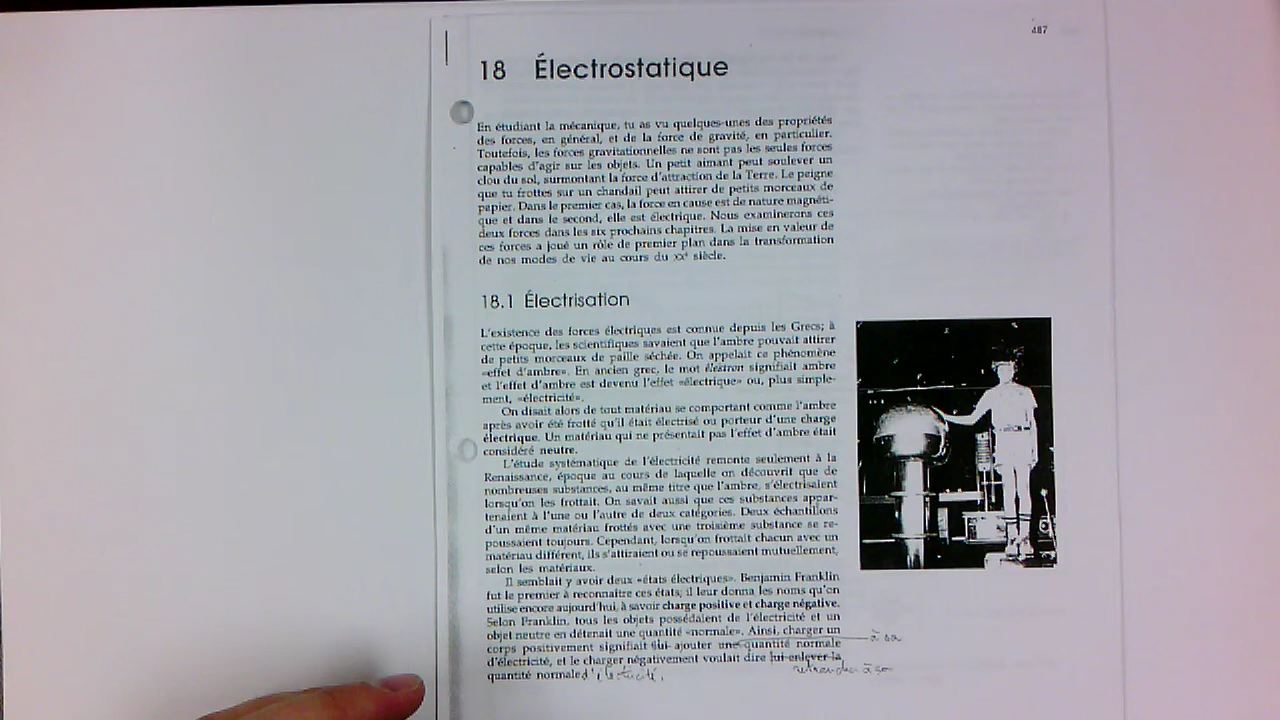 487
18 Électrostatique
En étudiant la mécanique, tu as vu quelques-unes des propriétés
des forces, en général, et de la force de gravité, en particulier.
Toutefois, les forces gravitationnelles ne sont pas les seules forces
capables d'agir sur les objets. Un petit aimant peut soulever un
clou du sol, surmontant la force d'attraction de la Terre. Le peigne
que tu frottes sur un chandail peut attirer de petits morceaux de
papier. Dans le premier cas, la force en cause est de nature magnéti-
que et dans le second, elle est électrique. Nous examinerons ces
deux forces dans les six prochains chapitres. La mise en valeur de
ces forces a joué un rôle de premier plan dans la transformation
de nos modes de vie au cours du XXe siècle.
18.1 Électrisation
L'existence des forces électriques est connue depuis les Grecs; à
cette époque, les scientifiques savaient que l'ambre pouvait attirer
de petits morceaux de paille séchée. On appelait ce phénomène
«effet d'ambre». En ancien grec, le mot élektron signifiait ambre
et l'effet d'ambre est devenu l'effet «électrique» ou, plus simple-
ment, «électricité».
On disait alors de tout matériau se comportant comme l'ambre
après avoir été frotté qu'il était électrisé ou porteur d'une charge
électrique. Un matériau qui ne présentait pas l'effet d'ambre était
considéré neutre.
L'étude systématique de l'électricité remonte seulement à la
Renaissance, époque au cours de laquelle on découvrit que de
nombreuses substances, au même titre que l'ambre, s'électrisaient
lorsqu'on les frottait. On savait aussi que ces substances appar-
tenaient à l'une ou l'autre de deux catégories. Deux échantillons
d'un même matériau frottés avec une troisième substance se re-
poussaient toujours. Cependant, lorsqu'on frottait chacun avec un
matériau différent, ils s'attiraient ou se repoussaient mutuellement,
selon les matériaux.
Il semblait y avoir deux «états électriques». Benjamin Franklin
fut le premier à reconnaître ces états; il leur donna les noms qu'on
utilise encore aujourd'hui, à savoir charge positive et charge négative.
Selon Franklin, tous les objets possédaient de l'électricité et un
objet neutre en détenait une quantité «normale». Ainsi, charger un
corps positivement signifiait lui ajouter une quantité normale à sa
d'électricité, et le charger négativement voulait dire lui enlever la
quantité normale d'électricité. retrancher à sa